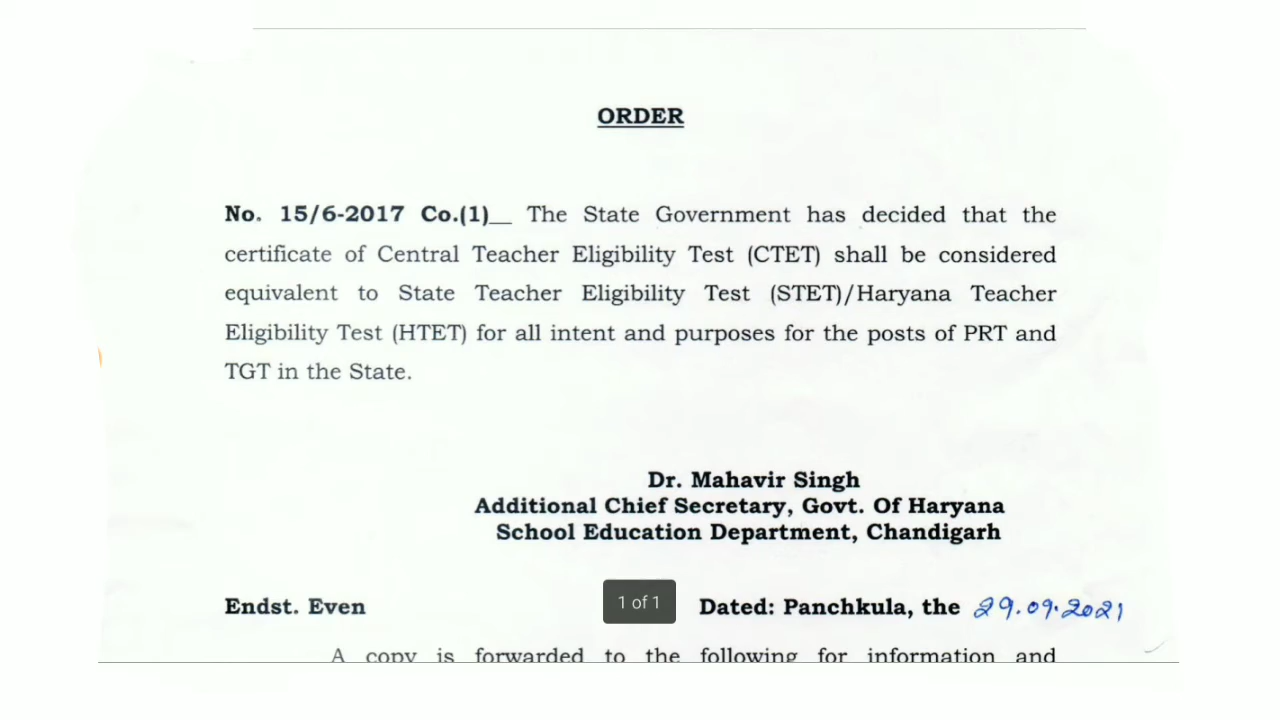 ORDER
No. 15/6-2017 Co.(1)__ The State Government has decided that the
certificate of Central Teacher Eligibility Test (CTET) shall be considered
equivalent to State Teacher Eligibility Test (STET)/Haryana Teacher
Eligibility Test (HTET) for all intent and purposes for the posts of PRT and
TGT in the State.
Dr. Mahavir Singh
Additional Chief Secretary, Govt. Of Haryana
School Education Department, Chandigarh
Endst. Even 1 of 1 Dated: Panchkula, the 29.09.2021
A copy is forwarded to the following for information and